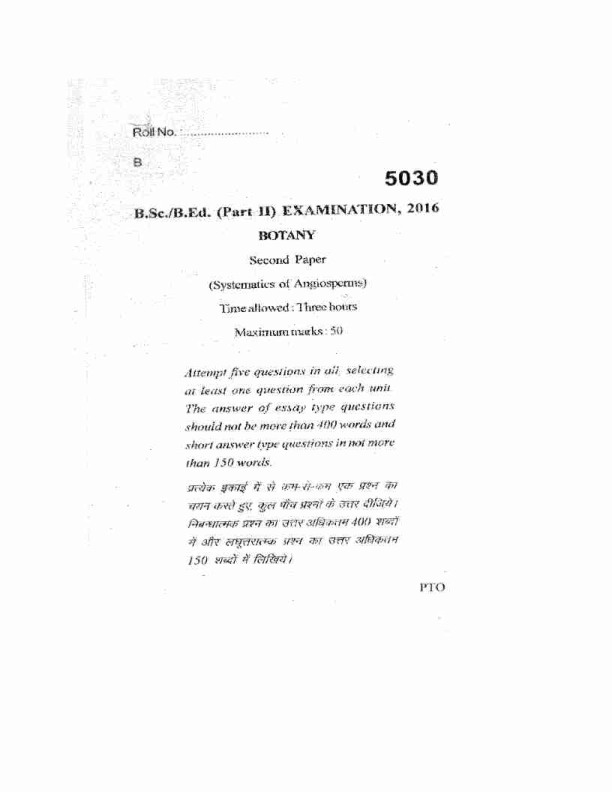 Roll No. : ........................
B
5030
B.Sc./B.Ed. (Part II) EXAMINATION, 2016
BOTANY
Second Paper
(Systematics of Angiosperms)
Time allowed : Three hours
Maximum marks : 50
Attempt five questions in all, selecting
at least one question from each unit.
The answer of essay type questions
should not be more than 400 words and
short answer type questions in not more
than 150 words.
प्रत्येक इकाई में से कम-से-कम एक प्रश्न का
चयन करते हुए, कुल पाँच प्रश्नों के उत्तर दीजिये।
निबन्धात्मक प्रश्न का उत्तर अधिकतम 400 शब्दों
में और लघुत्तरात्मक प्रश्न का उत्तर अधिकतम
150 शब्दों में लिखिये।
PTO